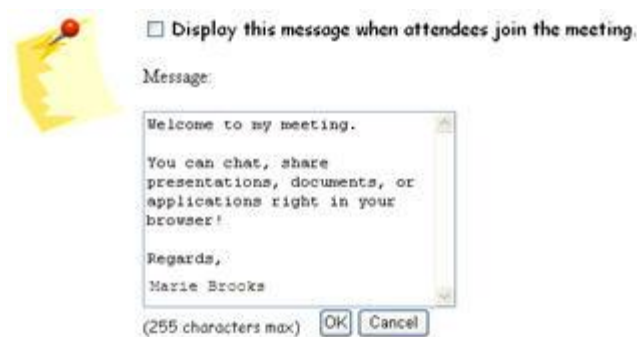 Display this message when attendees join the meeting.
Message:
Welcome to my meeting.
You can chat, share
presentations, documents, or
applications right in your
browser!
Regards,
Marie Brooks
(255 characters max) OK Cancel